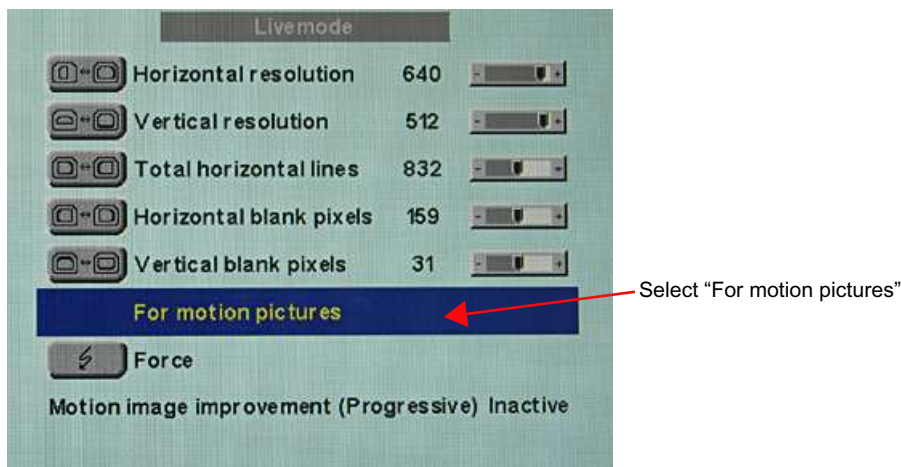 Livemode
Horizontal resolution 640 - +
Vertical resolution 512 - +
Total horizontal lines 832 - +
Horizontal blank pixels 159 - +
Vertical blank pixels 31 - +
For motion pictures
Select “For motion pictures”
Force
Motion image improvement (Progressive) Inactive